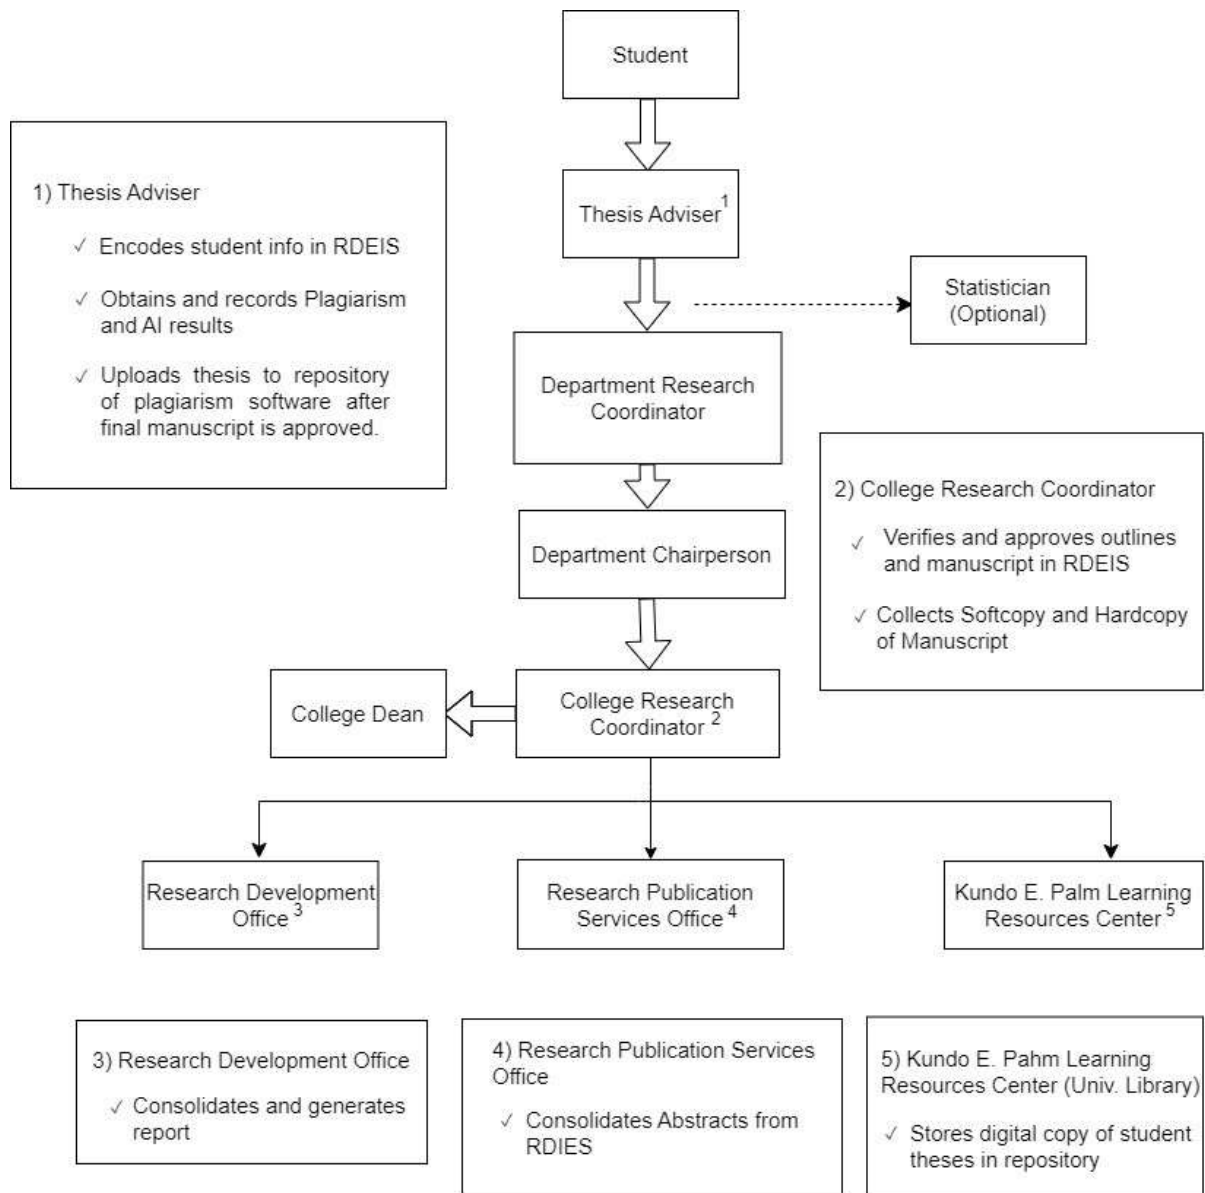 Student
1) Thesis Adviser
✓ Encodes student info in RDEIS
✓ Obtains and records Plagiarism
and AI results
✓ Uploads thesis to repository
of plagiarism software after
final manuscript is approved.
Thesis Adviser 1
Statistician
(Optional)
Department Research
Coordinator
2) College Research Coordinator
✓ Verifies and approves outlines
and manuscript in RDEIS
✓ Collects Softcopy and Hardcopy
of Manuscript
Department Chairperson
College Dean
College Research
Coordinator 2
Research Development
Office 3
Research Publication
Services Office 4
Kundo E. Palm Learning
Resources Center 5
3) Research Development Office
✓ Consolidates and generates
report
4) Research Publication Services
Office
✓ Consolidates Abstracts from
RDIES
5) Kundo E. Pahm Learning
Resources Center (Univ. Library)
✓ Stores digital copy of student
theses in repository